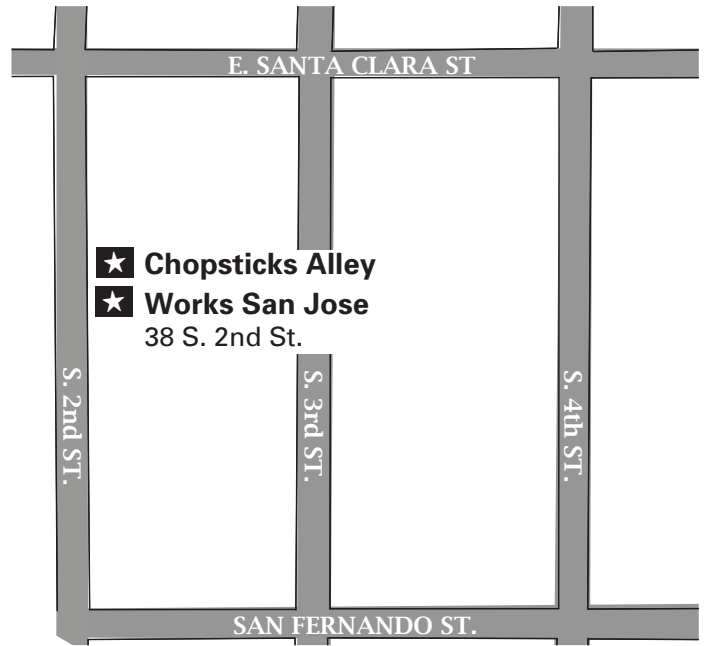 E. SANTA CLARA ST
Chopsticks Alley
Works San Jose
38 S. 2nd St.
S. 2nd ST.
S. 3rd ST.
S. 4th ST.
SAN FERNANDO ST.